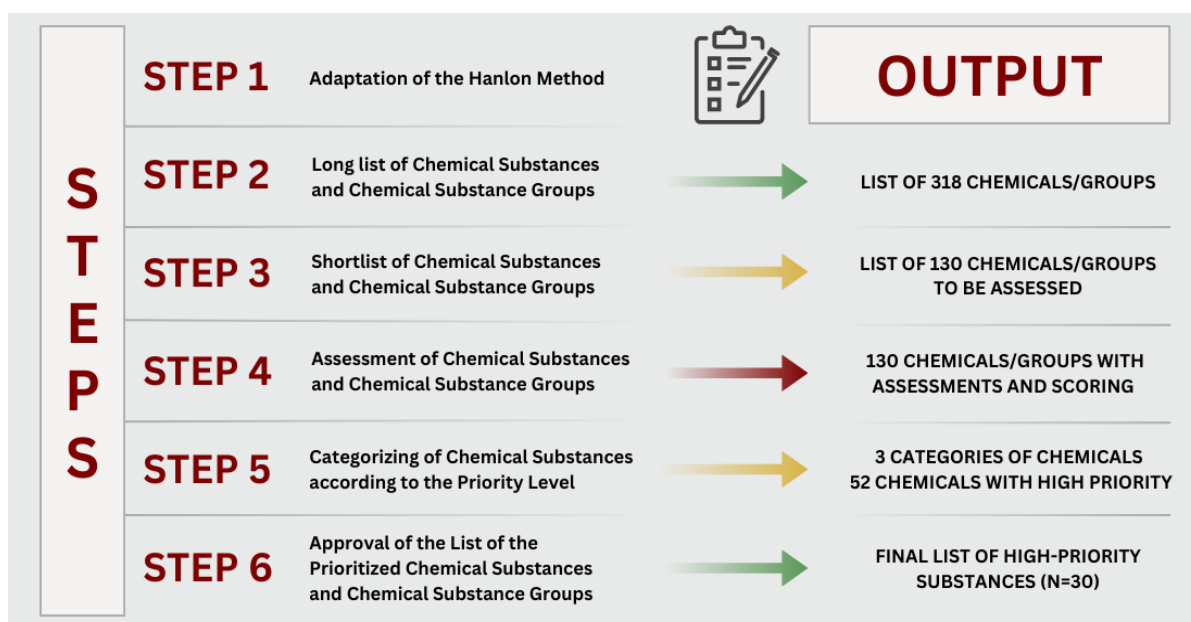 STEPS
STEP 1
Adaptation of the Hanlon Method
OUTPUT
STEP 2
Long list of Chemical Substances
and Chemical Substance Groups
LIST OF 318 CHEMICALS/GROUPS
STEP 3
Shortlist of Chemical Substances
and Chemical Substance Groups
LIST OF 130 CHEMICALS/GROUPS
TO BE ASSESSED
STEP 4
Assessment of Chemical Substances
and Chemical Substance Groups
130 CHEMICALS/GROUPS WITH
ASSESSMENTS AND SCORING
STEP 5
Categorizing of Chemical Substances
according to the Priority Level
3 CATEGORIES OF CHEMICALS
52 CHEMICALS WITH HIGH PRIORITY
STEP 6
Approval of the List of the
Prioritized Chemical Substances
and Chemical Substance Groups
FINAL LIST OF HIGH-PRIORITY
SUBSTANCES (N=30)